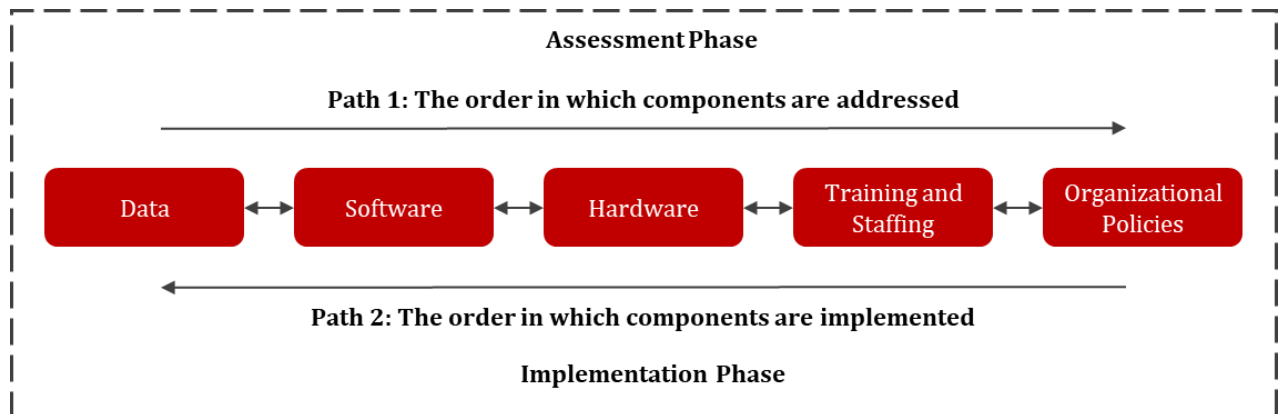 Assessment Phase
Path 1: The order in which components are addressed
Data
Software
Hardware
Training and
Staffing
Organizational
Policies
Path 2: The order in which components are implemented
Implementation Phase